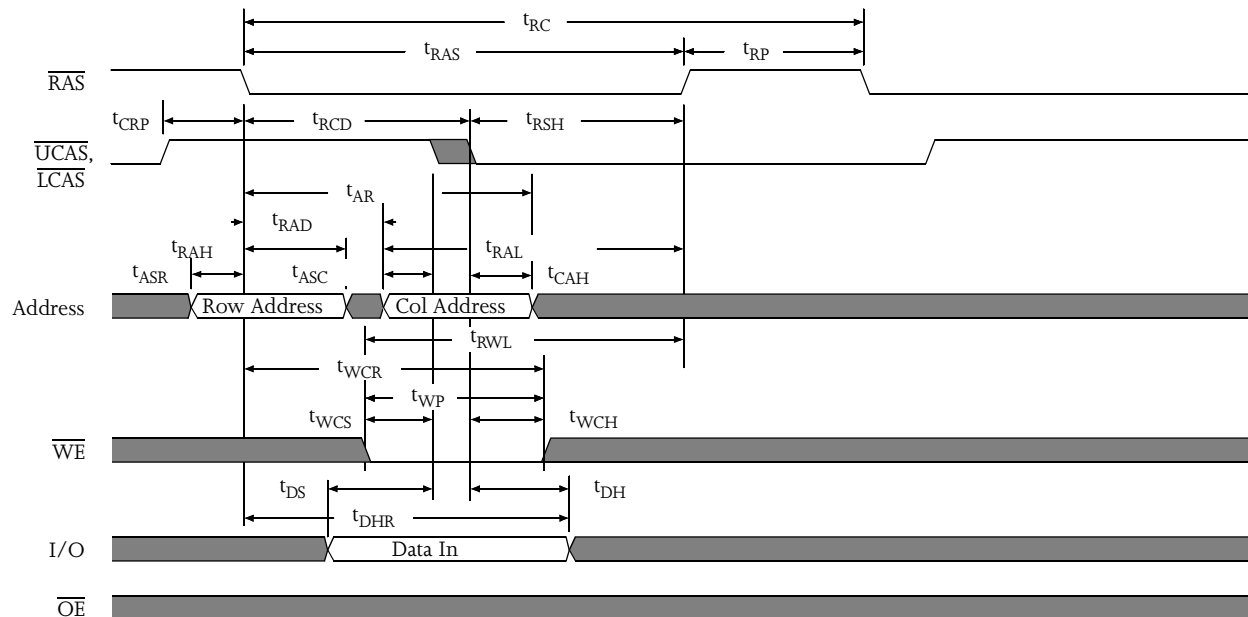 tRC
tRAS tRP
RAS
tCRP tRCD tRSH
UCAS,
LCAS
tAR
tRAD
tRAH tRAL
tASR tASC tCAH
Address Row Address Col Address
tRWL
tWCR
tWP
tWCS tWCH
WE
tDS tDH
tDHR
I/O Data In
OE